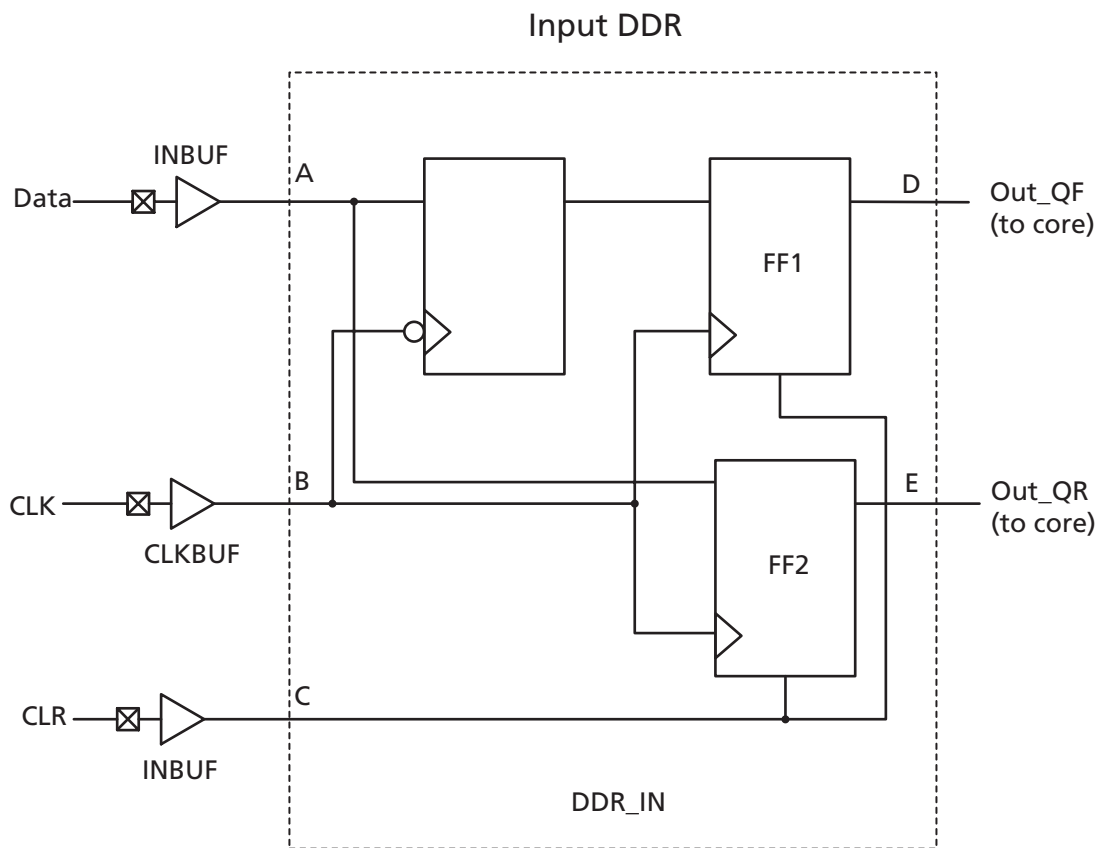 Input DDR
INBUF
A
Data
D
Out_QF
(to core)
FF1
B
E
CLK
Out_QR
(to core)
CLKBUF
FF2
C
CLR
INBUF
DDR_IN